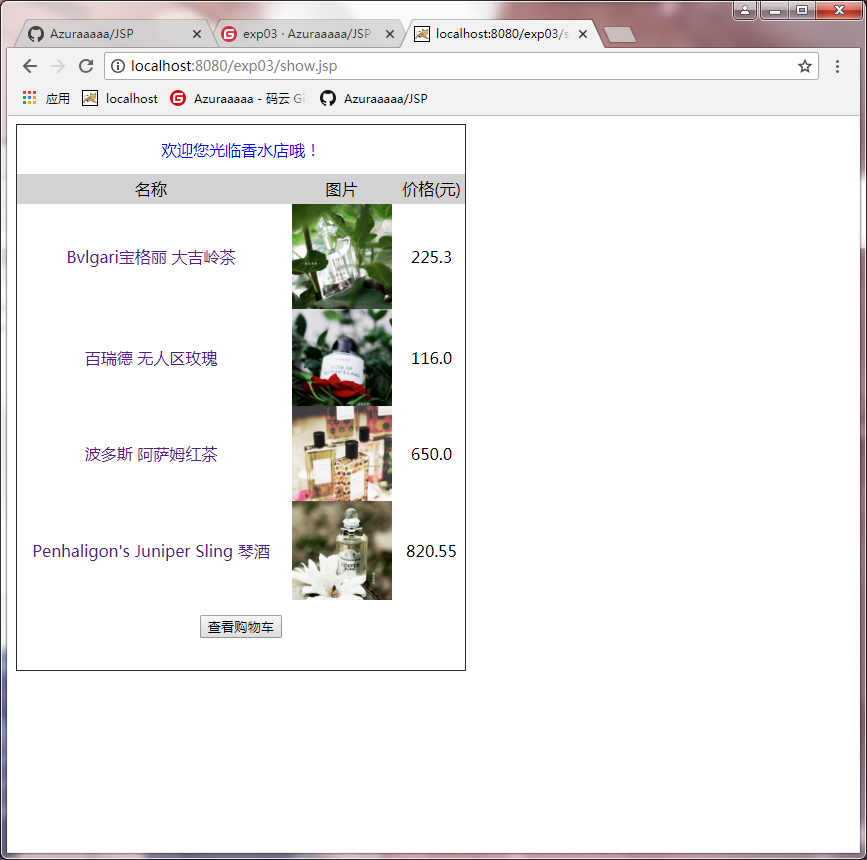 Azuraaaaa/JSP
exp03 · Azuraaaaa/JSP
localhost:8080/exp03/s
localhost:8080/exp03/show.jsp
应用 localhost Azuraaaaa - 码云 Gi Azuraaaaa/JSP
欢迎您光临香水店哦！
名称 图片 价格(元)
Bvlgari宝格丽 大吉岭茶 225.3
百瑞德 无人区玫瑰 116.0
波多斯 阿萨姆红茶 650.0
Penhaligon's Juniper Sling 琴酒 820.55
查看购物车